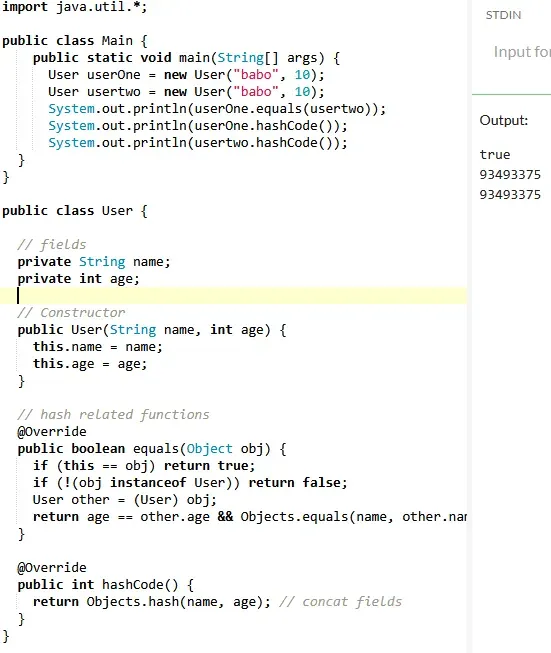 import java.util.*;
public class Main {
public static void main(String[] args) {
User userOne = new User("babo", 10);
User usertwo = new User("babo", 10);
System.out.println(userOne.equals(usertwo));
System.out.println(userOne.hashCode());
System.out.println(usertwo.hashCode());
}
}
public class User {
// fields
private String name;
private int age;
// Constructor
public User(String name, int age) {
this.name = name;
this.age = age;
}
// hash related functions
@Override
public boolean equals(Object obj) {
if (this == obj) return true;
if (!(obj instanceof User)) return false;
User other = (User) obj;
return age == other.age && Objects.equals(name, other.nam
}
@Override
public int hashCode() {
return Objects.hash(name, age); // concat fields
}
}
STDIN
Input for
Output:
true
93493375
93493375